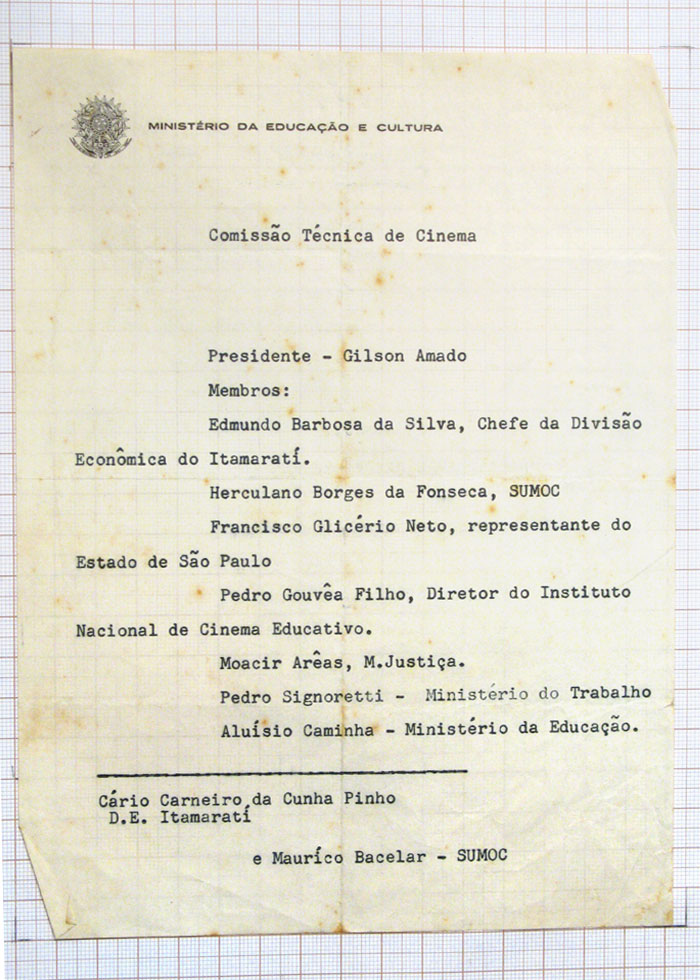 MINISTÉRIO DA EDUCAÇÃO E CULTURA
Comissão Técnica de Cinema
Presidente - Gilson Amado
Membros:
Edmundo Barbosa da Silva, Chefe da Divisão
Econômica do Itamaratí.
Herculano Borges da Fonseca, SUMOC
Francisco Glicério Neto, representante do
Estado de São Paulo
Pedro Gouvêa Filho, Diretor do Instituto
Nacional de Cinema Educativo.
Moacir Arêas, M.Justiça.
Pedro Signoretti - Ministério do Trabalho
Aluísio Caminha - Ministério da Educação.
Cário Carneiro da Cunha Pinho
D.E. Itamaratí
e Mauríco Bacelar - SUMOC